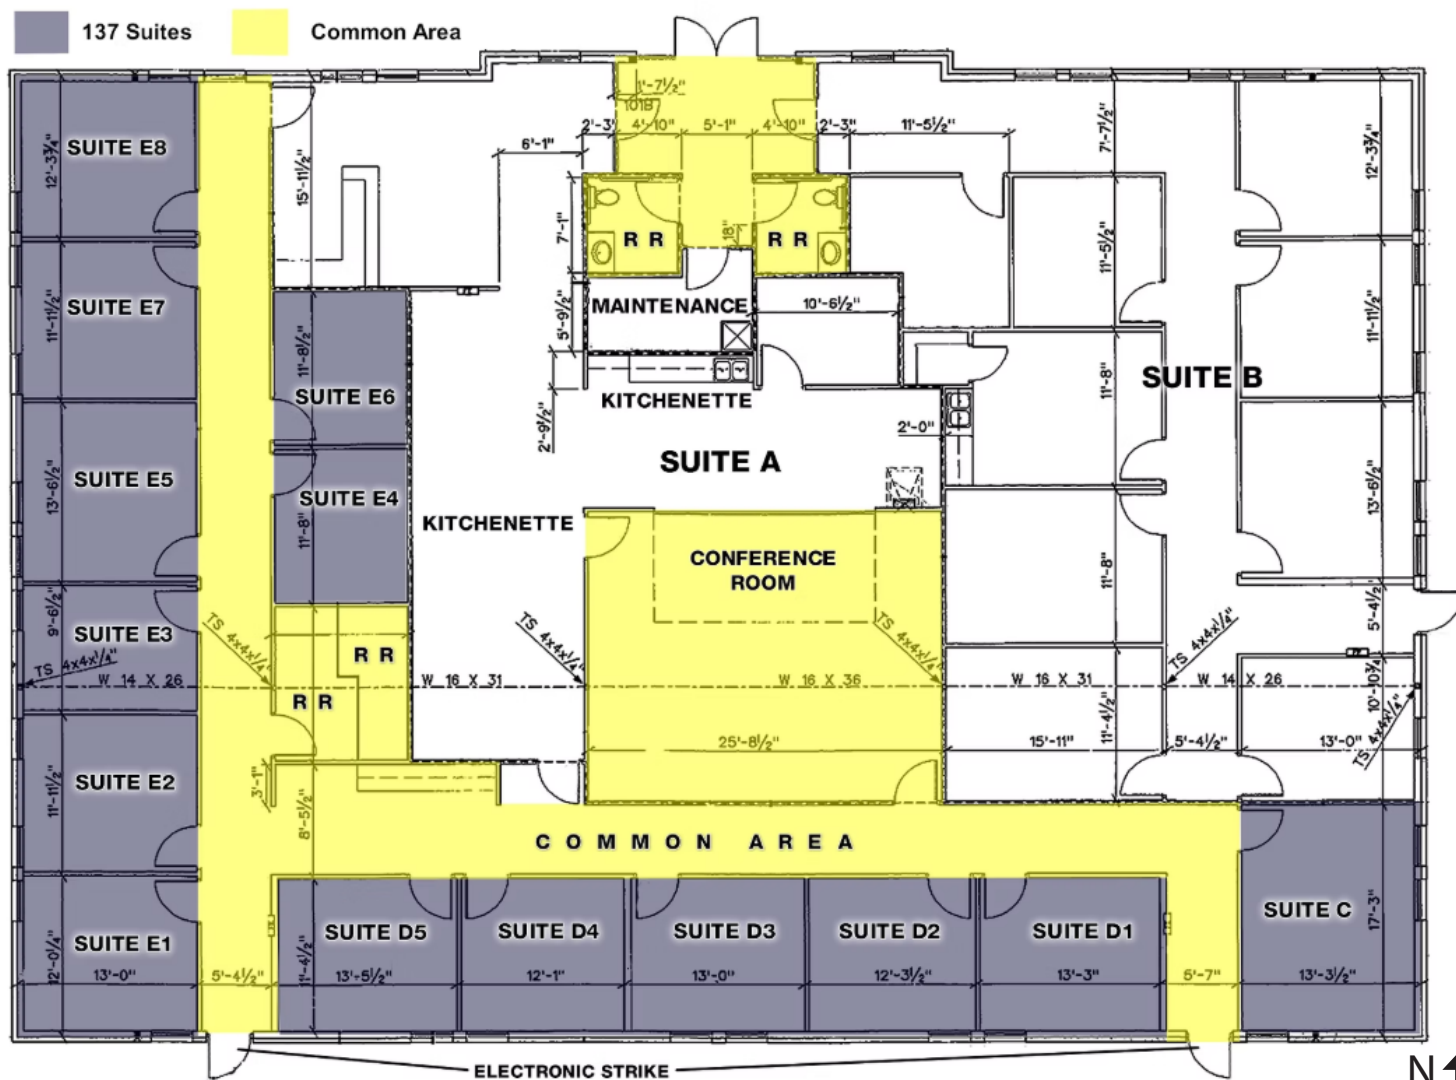 137 Suites
Common Area
SUITE E8
12'-3¾"
15'-11½"
6'-1"
2'-3"
1'-7½"
1018
4'-10"
5'-1"
4'-10"
2'-3"
11'-5½"
7'-7½"
12'-3¾"
7'-1"
R R
18"
R R
11'-5½"
SUITE E7
11'-11½"
MAINTENANCE
5'-9½"
10'-6½"
11'-11½"
11'-8½"
SUITE E6
2'-9½"
KITCHENETTE
2'-0"
11'-8"
SUITE B
SUITE A
SUITE E5
13'-6½"
SUITE E4
11'-8"
KITCHENETTE
13'-6½"
CONFERENCE
ROOM
11'-8"
9'-6½"
SUITE E3
TS 4x4x¼"
W 14 X 26
TS 4x4x¼"
R R
R R
W 16 X 31
TS 4x4x¼"
W 16 X 36
TS 4x4x¼"
W 16 X 31
TS 4x4x¼"
W 14 X 26
5'-4½"
10'-10¾"
TS 4x4x¼"
25'-8½"
15'-11"
11'-4½"
5'-4½"
13'-0"
SUITE E2
11'-11½"
3'-1"
8'-5½"
COMMON AREA
SUITE E1
12'-0¼"
13'-0"
5'-4½"
11'-4½"
SUITE D5
13'-5½"
SUITE D4
12'-1"
SUITE D3
13'-0"
SUITE D2
12'-3½"
SUITE D1
13'-3"
5'-7"
SUITE C
17'-3"
13'-3½"
ELECTRONIC STRIKE
N